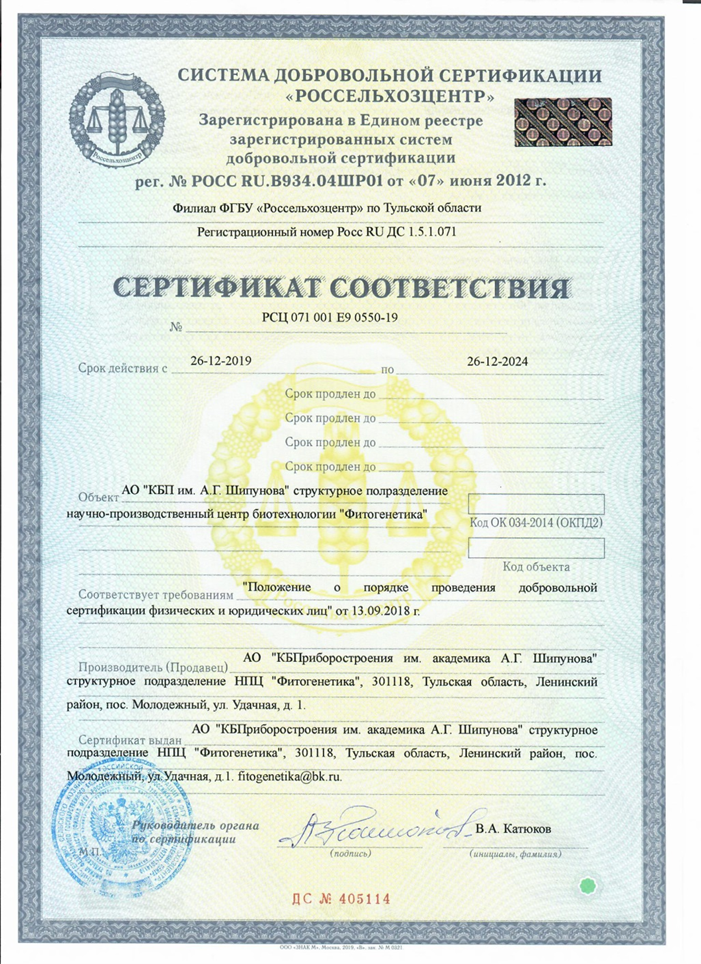 СИСТЕМА ДОБРОВОЛЬНОЙ СЕРТИФИКАЦИИ
«РОССЕЛЬХОЗЦЕНТР»
Зарегистрирована в Едином реестре
зарегистрированных систем
добровольной сертификации
рег. № РОСС RU.В934.04ШР01 от «07» июня 2012 г.
Россельхозцентр
Филиал ФГБУ «Россельхозцентр» по Тульской области
Регистрационный номер Росс RU ДС 1.5.1.071
СЕРТИФИКАТ СООТВЕТСТВИЯ
№ РСЦ 071 001 Е9 0550-19
Срок действия с 26-12-2019 по 26-12-2024
Срок продлен до
Срок продлен до
Срок продлен до
Срок продлен до
Объект АО "КБП им. А.Г. Шипунова" структурное подразделение
научно-производственный центр биотехнологии "Фитогенетика"
Код ОК 034-2014 (ОКПД2)
Код объекта
Соответствует требованиям "Положение о порядке проведения добровольной
сертификации физических и юридических лиц" от 13.09.2018 г.
Производитель (Продавец) АО "КБПриборостроения им. академика А.Г. Шипунова"
структурное подразделение НПЦ "Фитогенетика", 301118, Тульская область, Ленинский
район, пос. Молодежный, ул. Удачная, д. 1.
Сертификат выдан АО "КБПриборостроения им. академика А.Г. Шипунова" структурное
подразделение НПЦ "Фитогенетика", 301118, Тульская область, Ленинский район, пос.
Молодежный, ул.Удачная, д.1. fitogenetika@bk.ru.
Руководитель органа
по сертификации
М.П.
В.А. Катюков
(подпись)
(инициалы, фамилия)
ДС № 405114